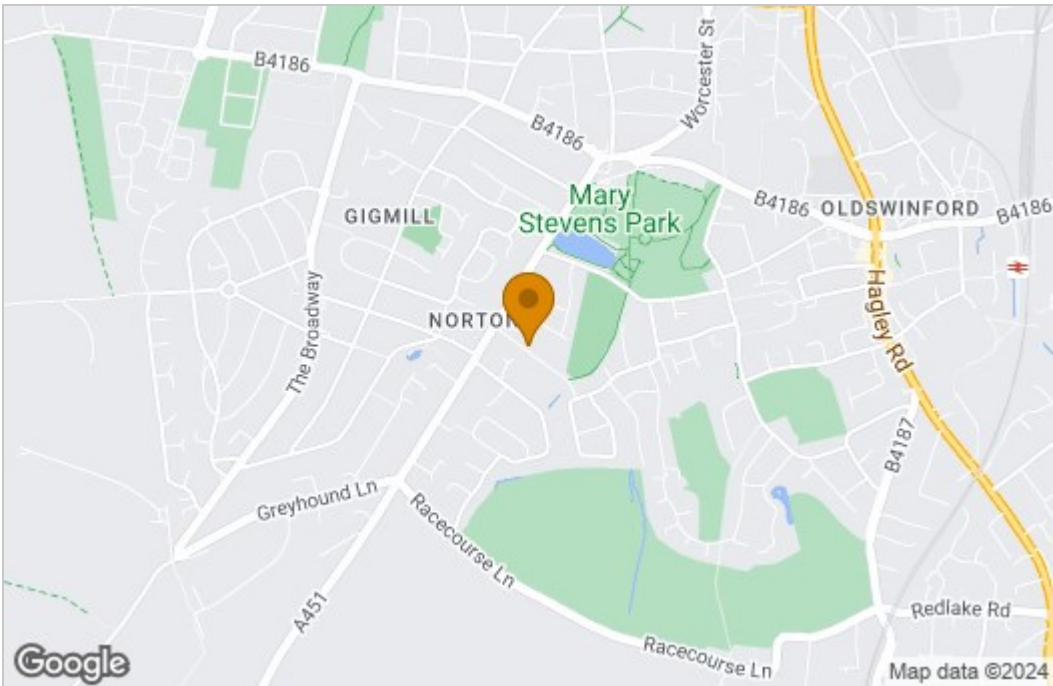 B4186
Worcester St
B4186
Mary
Stevens Park
GIGMILL
B4186
OLDSWINFORD
B4186
The Broadway
NORTON
Hagley Rd
B4187
Greyhound Ln
Racecourse Ln
A451
Redlake Rd
Racecourse Ln
Google
Map data ©2024